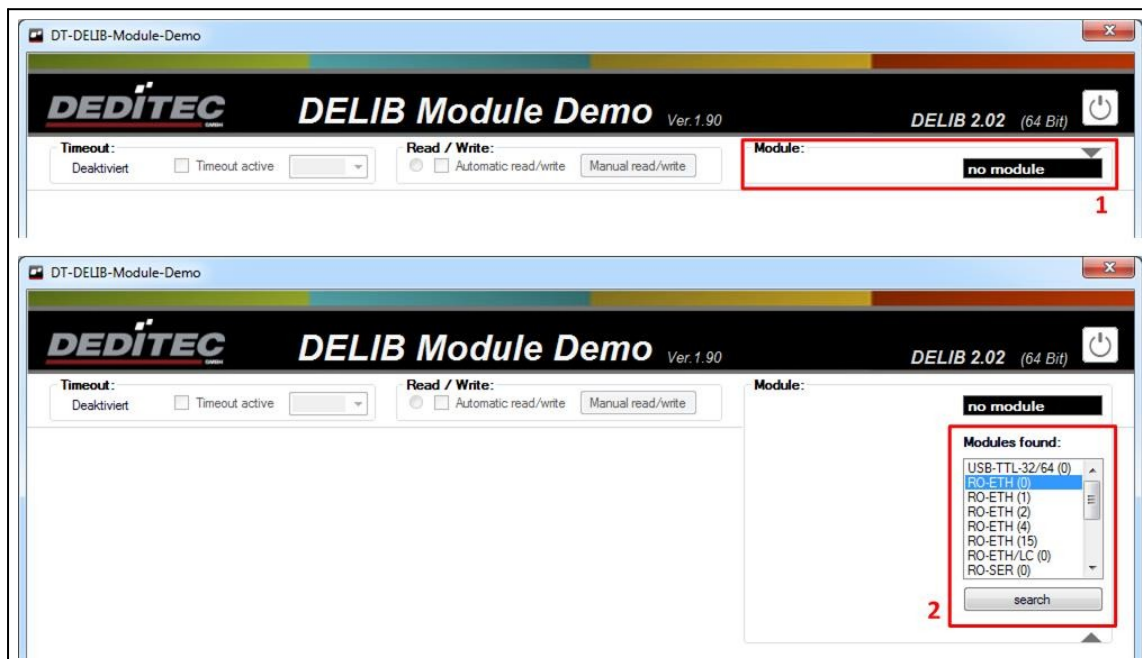 DT-DELIB-Module-Demo
DEDITEC GMBH DELIB Module Demo Ver.1.90 DELIB 2.02 (64 Bit)
Timeout: Read / Write: Module:
Deaktiviert Timeout active Automatic read/write Manual read/write no module
1
DT-DELIB-Module-Demo
DEDITEC GMBH DELIB Module Demo Ver.1.90 DELIB 2.02 (64 Bit)
Timeout: Read / Write: Module:
Deaktiviert Timeout active Automatic read/write Manual read/write no module
Modules found:
USB-TTL-32/64 (0)
RO-ETH (0)
RO-ETH (1)
RO-ETH (2)
RO-ETH (4)
RO-ETH (15)
RO-ETH/LC (0)
RO-SER (0)
search
2